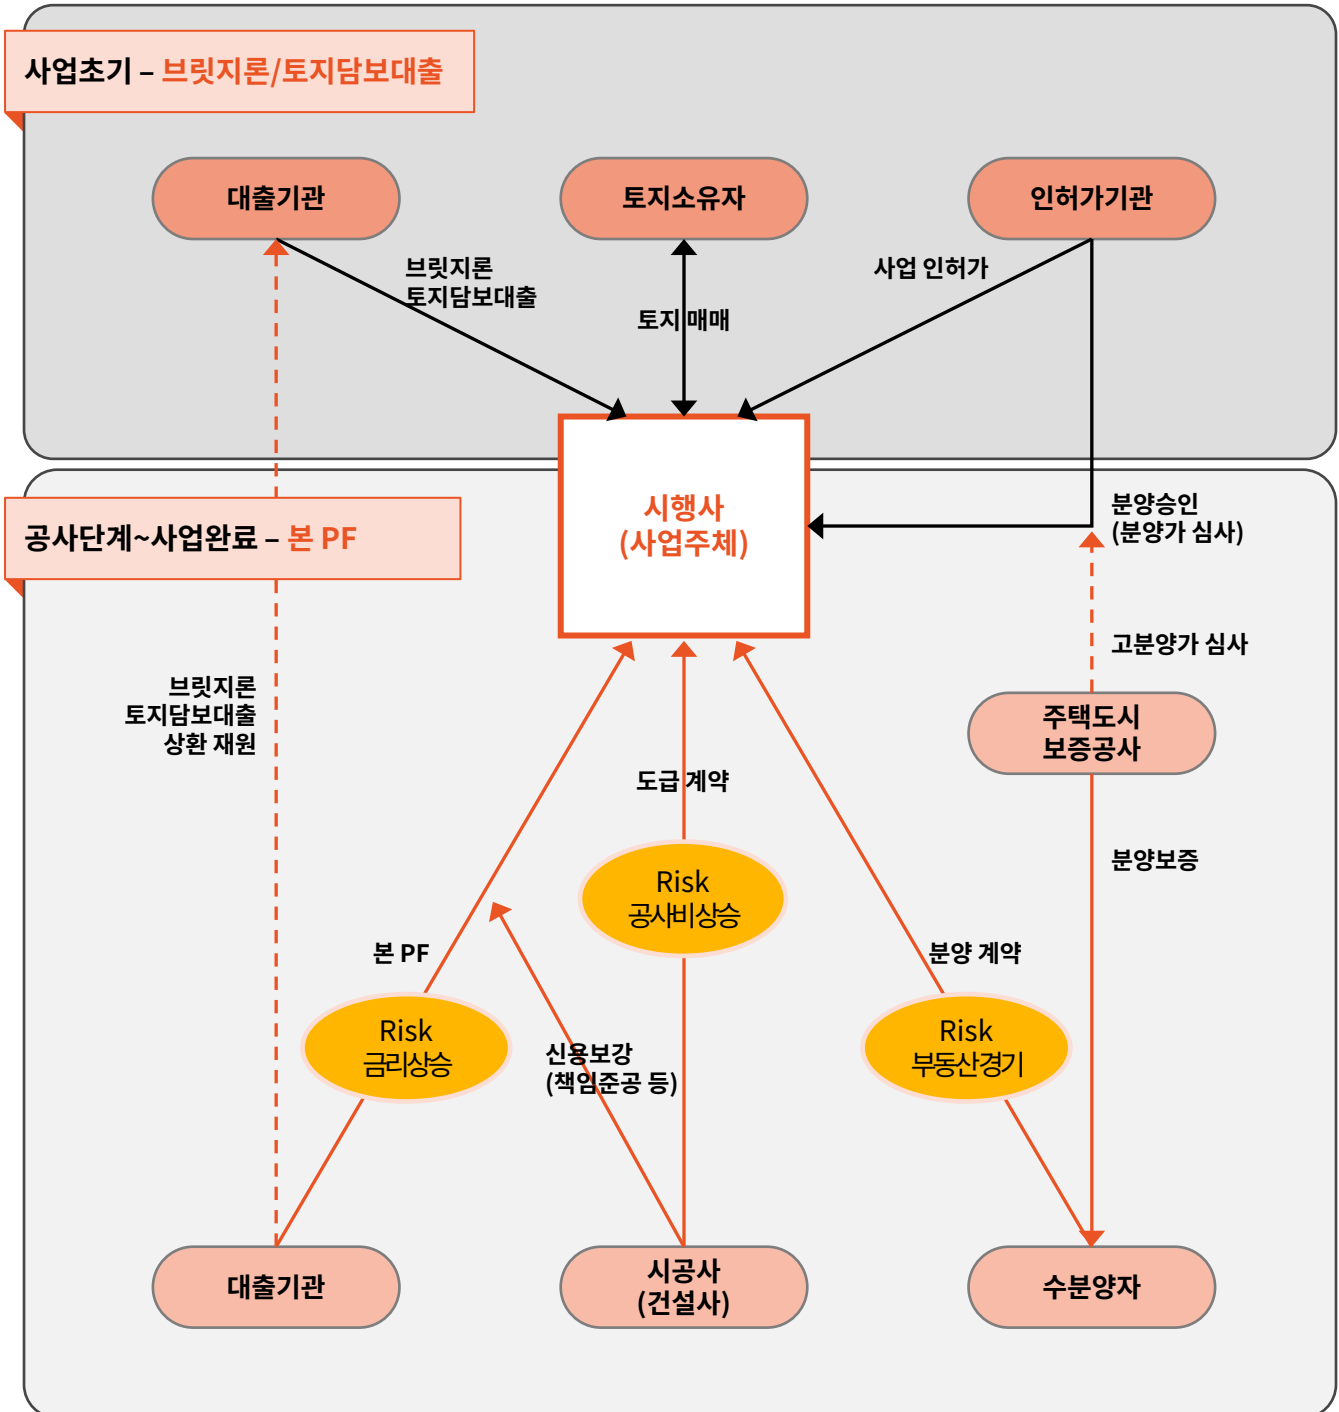 사업초기 – 브릿지론/토지담보대출
대출기관
토지소유자
인허가기관
브릿지론
토지담보대출
토지 매매
사업 인허가
시행사
(사업주체)
분양승인
(분양가 심사)
공사단계~사업완료 – 본 PF
고분양가 심사
브릿지론
토지담보대출
상환 재원
주택도시
보증공사
도급 계약
분양보증
Risk
공사비상승
본 PF
분양 계약
Risk
금리상승
신용보강
(책임준공 등)
Risk
부동산경기
대출기관
시공사
(건설사)
수분양자